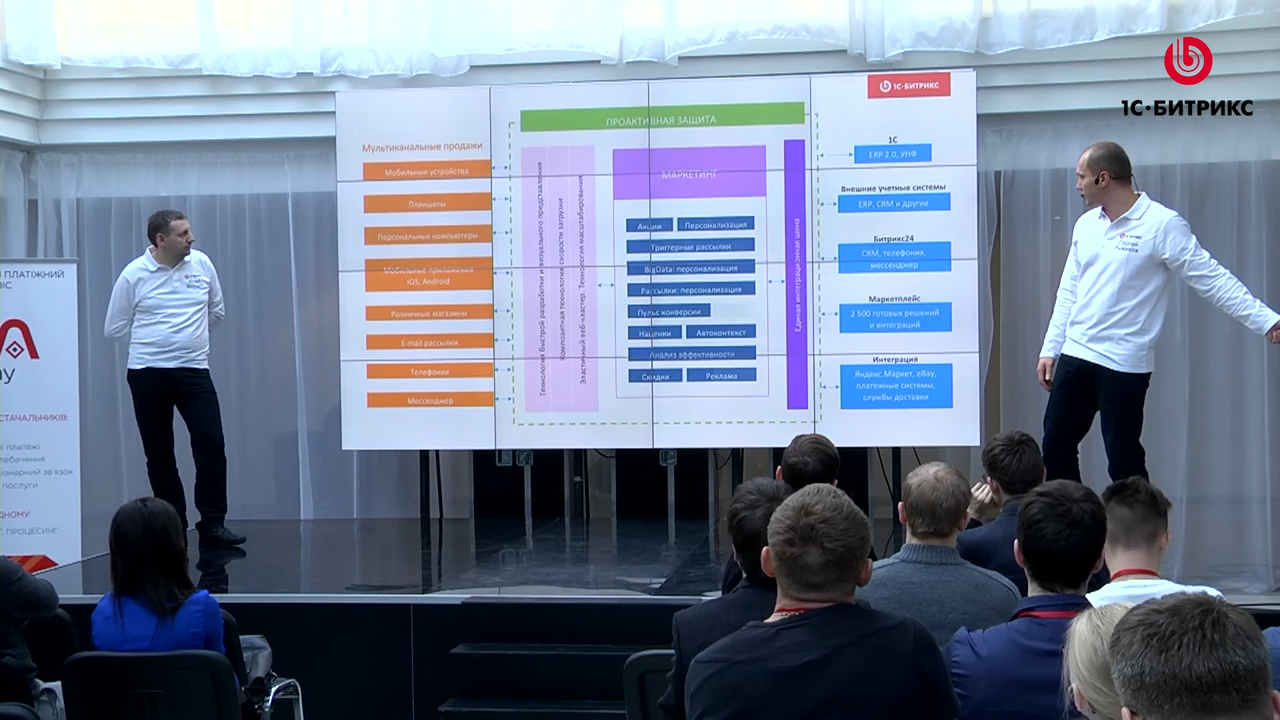 1С·БИТРИКС
1С·БИТРИКС
ПРОАКТИВНАЯ ЗАЩИТА
Мультиканальные продажи
Мобильные устройства
Планшеты
Персональные компьютеры
Мобильные приложения
iOS, Android
Розничные магазины
E-mail рассылки
Телефония
Мессенджер
Технология быстрой разработки и визуального представления
Композитная технология скорости загрузки
Эластичный веб-кластер. Технология масштабирования
МАРКЕТИНГ
Акции
Персонализация
Триггерные рассылки
BigData: персонализация
Рассылки: персонализация
Пульс конверсии
Наценки
Автоконтекст
Анализ эффективности
Скидки
Реклама
Единая интеграционная шина
1С
ERP 2.0, УНФ
Внешние учетные системы
ERP, CRM и другие
Битрикс24
CRM, телефония,
мессенджер
Маркетплейс
2 500 готовых решений
и интеграций
Интеграция
Яндекс.Маркет, eBay,
платежные системы,
службы доставки
Сергей
ПЛАТІЖНИЙ
СТАЧАЛЬНИКІВ:
платежі
ДНОМУ:
ПРОЦЕСИНГ
послуги